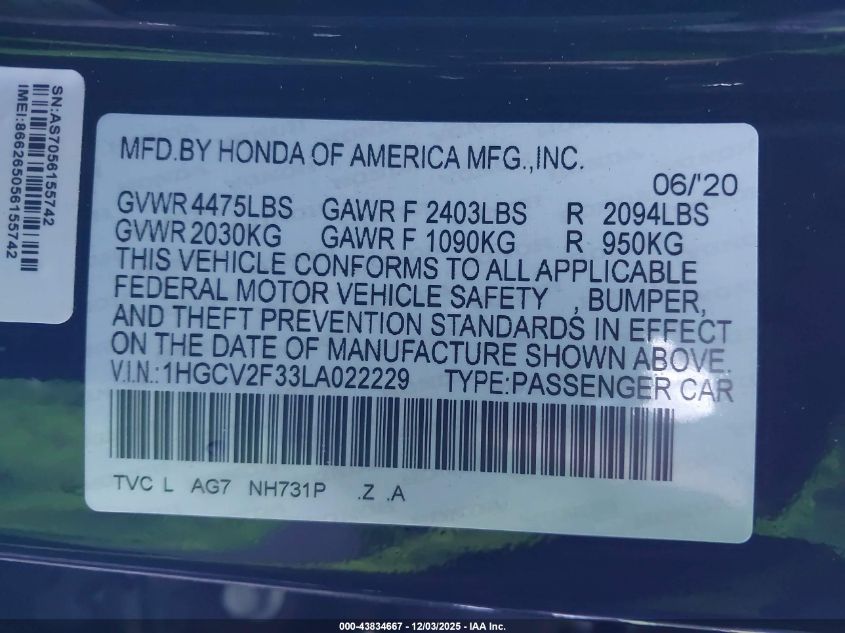 SN:AS7056155742
IMEI:866265056155742
MFD.BY HONDA OF AMERICA MFG.,INC.
06/'20
GVWR 4475LBS GAWR F 2403LBS R 2094LBS
GVWR 2030KG GAWR F 1090KG R 950KG
THIS VEHICLE CONFORMS TO ALL APPLICABLE
FEDERAL MOTOR VEHICLE SAFETY , BUMPER,
AND THEFT PREVENTION STANDARDS IN EFFECT
ON THE DATE OF MANUFACTURE SHOWN ABOVE.
V.I.N.:1HGCV2F33LA022229 TYPE:PASSENGER CAR
TVC L AG7 NH731P .Z .A
000-43834667 - 12/03/2025 - IAA Inc.